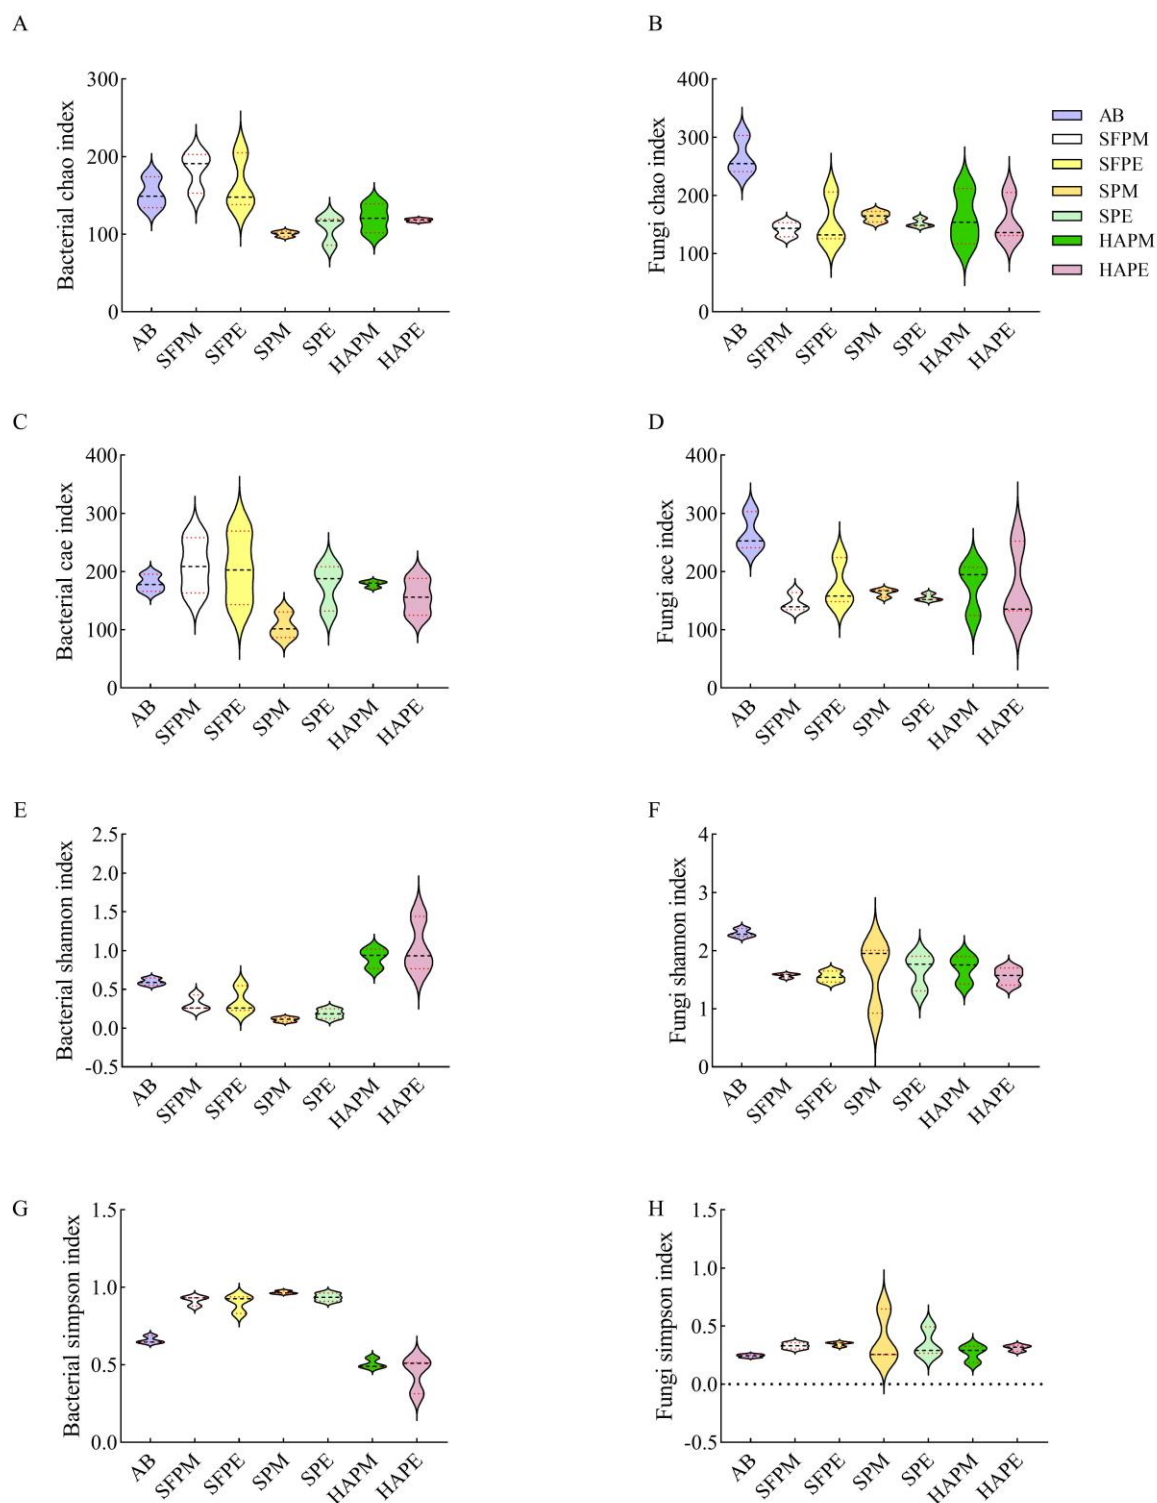 A
Bacterial chao index
300
200
100
0
AB
SFPM
SFPE
SPM
SPE
HAPM
HAPE
B
Fungi chao index
400
300
200
100
0
AB
SFPM
SFPE
SPM
SPE
HAPM
HAPE
AB
SFPM
SFPE
SPM
SPE
HAPM
HAPE
C
Bacterial cae index
400
300
200
100
0
AB
SFPM
SFPE
SPM
SPE
HAPM
HAPE
D
Fungi ace index
400
300
200
100
0
AB
SFPM
SFPE
SPM
SPE
HAPM
HAPE
E
Bacterial shannon index
2.5
2.0
1.5
1.0
0.5
0.0
-0.5
AB
SFPM
SFPE
SPM
SPE
HAPM
HAPE
F
Fungi shannon index
4
3
2
1
0
AB
SFPM
SFPE
SPM
SPE
HAPM
HAPE
G
Bacterial simpson index
1.5
1.0
0.5
0.0
AB
SFPM
SFPE
SPM
SPE
HAPM
HAPE
H
Fungi simpson index
1.5
1.0
0.5
0.0
-0.5
AB
SFPM
SFPE
SPM
SPE
HAPM
HAPE